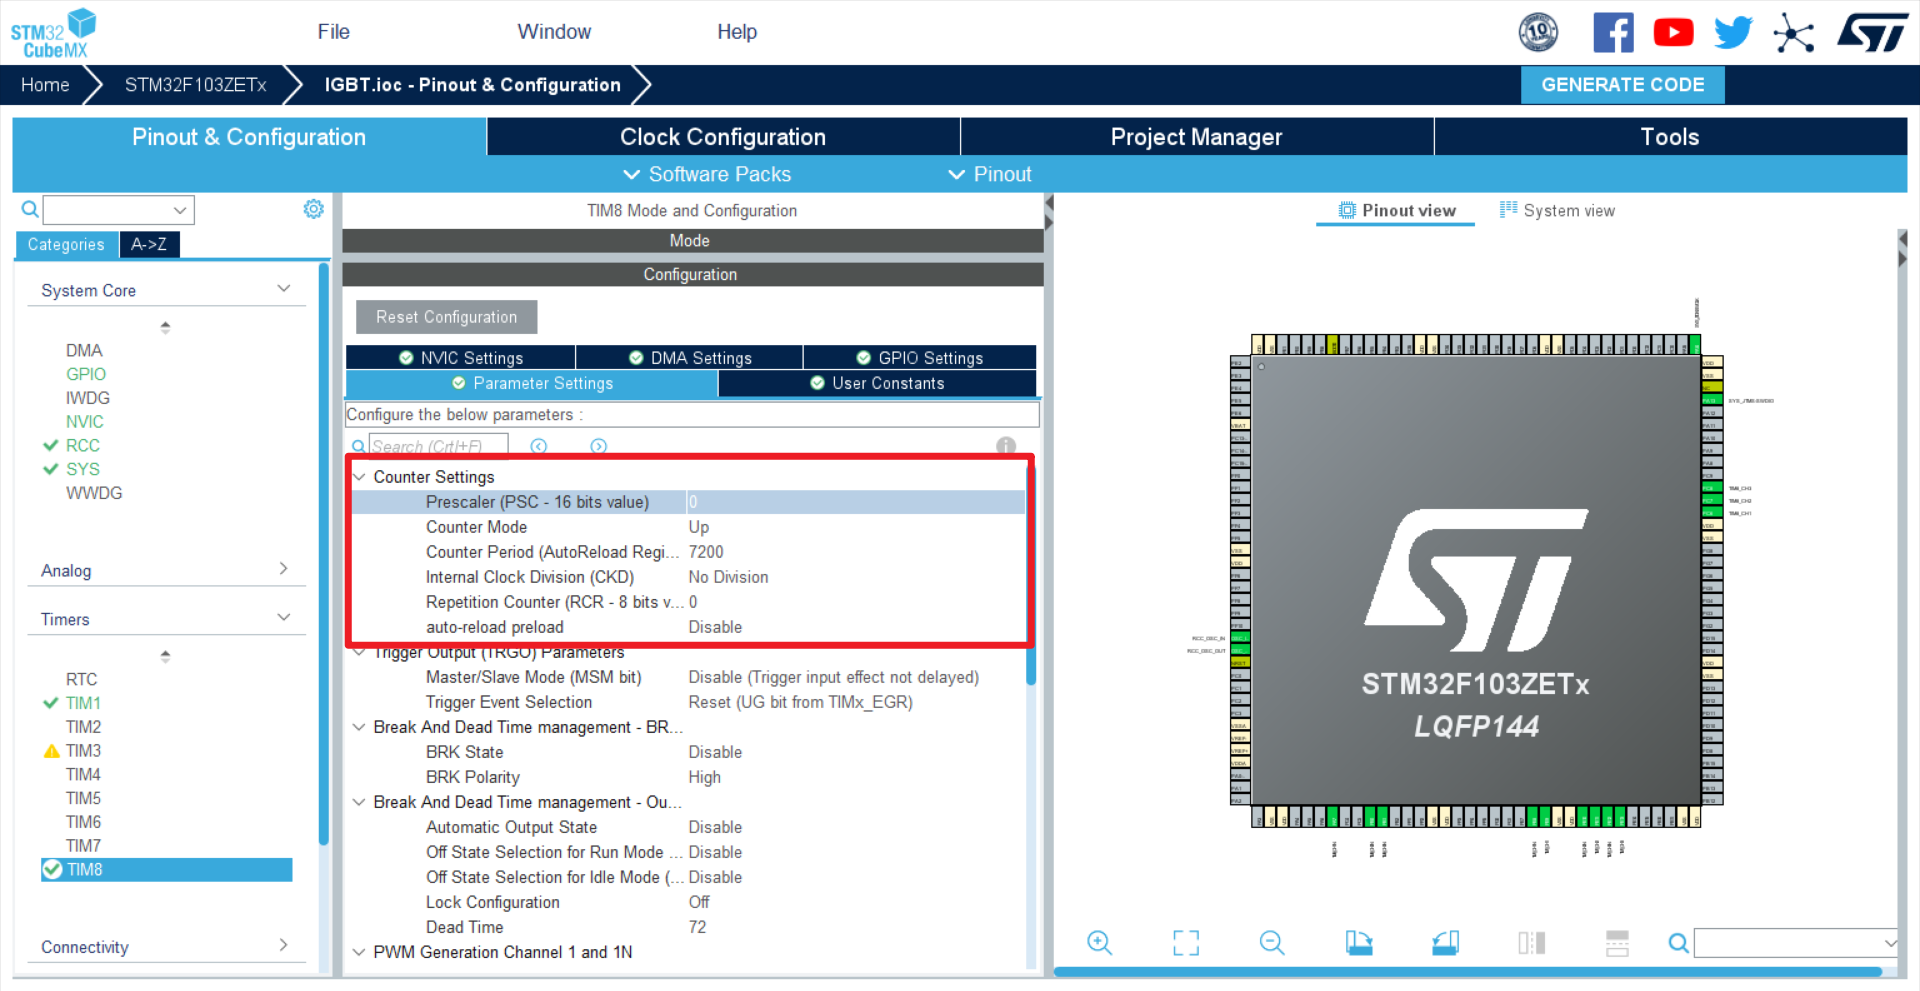 STM32
CubeMX
File
Window
Help
Home
STM32F103ZETx
IGBT.ioc - Pinout & Configuration
GENERATE CODE
Pinout & Configuration
Clock Configuration
Project Manager
Tools
Software Packs
Pinout
Categories
A->Z
System Core
DMA
GPIO
IWDG
NVIC
RCC
SYS
WWDG
Analog
Timers
RTC
TIM1
TIM2
TIM3
TIM4
TIM5
TIM6
TIM7
TIM8
Connectivity
TIM8 Mode and Configuration
Mode
Configuration
Reset Configuration
NVIC Settings
DMA Settings
GPIO Settings
Parameter Settings
User Constants
Configure the below parameters :
Search (Crtl+F)
Counter Settings
Prescaler (PSC - 16 bits value) 0
Counter Mode Up
Counter Period (AutoReload Regi... 7200
Internal Clock Division (CKD) No Division
Repetition Counter (RCR - 8 bits v... 0
auto-reload preload Disable
Trigger Output (TRGO) Parameters
Master/Slave Mode (MSM bit) Disable (Trigger input effect not delayed)
Trigger Event Selection Reset (UG bit from TIMx_EGR)
Break And Dead Time management - BR...
BRK State Disable
BRK Polarity High
Break And Dead Time management - Ou...
Automatic Output State Disable
Off State Selection for Run Mode ... Disable
Off State Selection for Idle Mode (... Disable
Lock Configuration Off
Dead Time 72
PWM Generation Channel 1 and 1N
Pinout view
System view
SYS_JTMS-SWDIO
TIM8_CH3
TIM8_CH2
TIM8_CH1
RCC_OSC_IN
RCC_OSC_OUT
STM32F103ZETx
LQFP144